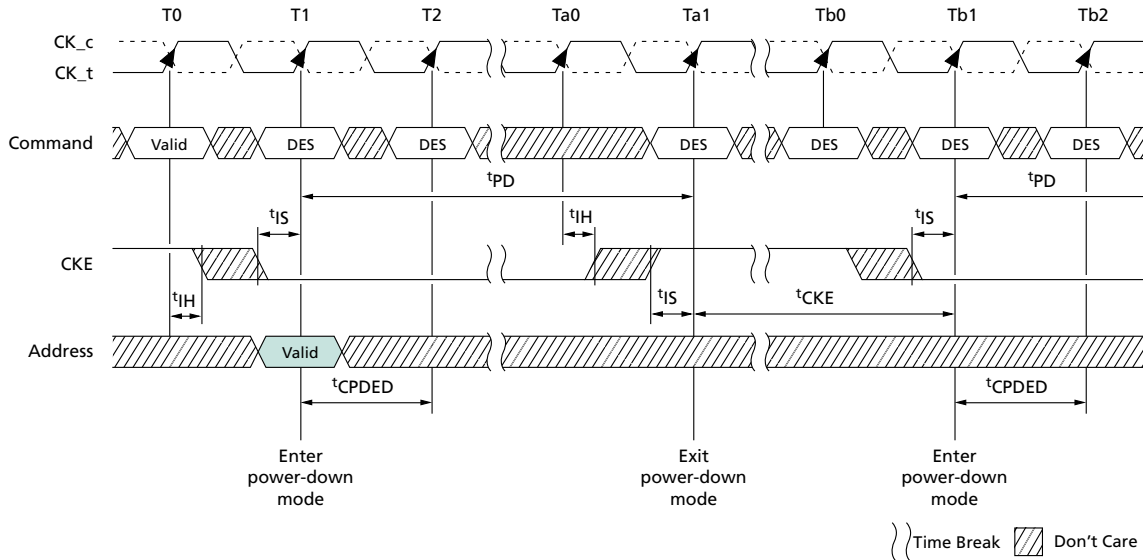 T0 T1 T2 Ta0 Ta1 Tb0 Tb1 Tb2
CK_c
CK_t
Command Valid DES DES DES DES DES DES
tPD tPD
tIS tIH tIS
CKE
tIH tIS tCKE
Address Valid
tCPDED tCPDED
Enter power-down mode
Exit power-down mode
Enter power-down mode
Time Break Don't Care